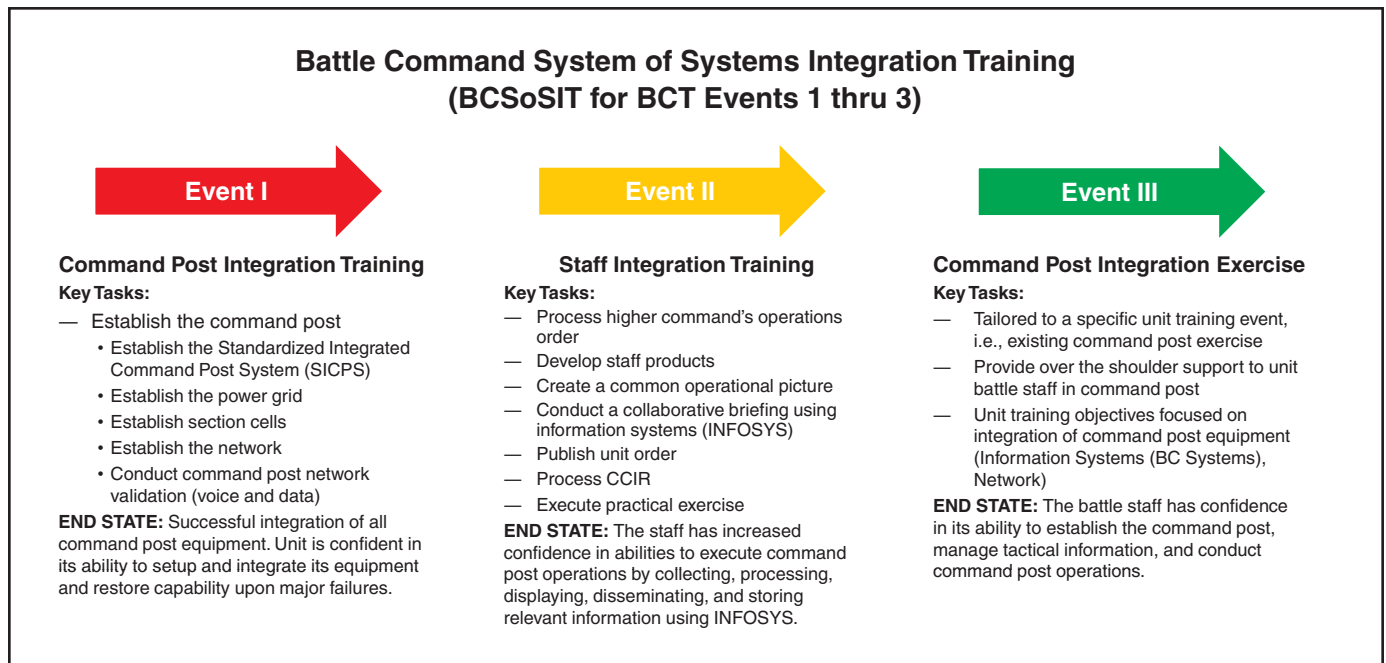 Battle Command System of Systems Integration Training
(BCSoSIT for BCT Events 1 thru 3)
Event I
Command Post Integration Training
Key Tasks:
— Establish the command post
• Establish the Standardized Integrated
Command Post System (SICPS)
• Establish the power grid
• Establish section cells
• Establish the network
• Conduct command post network
validation (voice and data)
END STATE: Successful integration of all
command post equipment. Unit is confident in
its ability to setup and integrate its equipment
and restore capability upon major failures.
Event II
Staff Integration Training
Key Tasks:
— Process higher command's operations
order
— Develop staff products
— Create a common operational picture
— Conduct a collaborative briefing using
information systems (INFOSYS)
— Publish unit order
— Process CCIR
— Execute practical exercise
END STATE: The staff has increased
confidence in abilities to execute command
post operations by collecting, processing,
displaying, disseminating, and storing
relevant information using INFOSYS.
Event III
Command Post Integration Exercise
Key Tasks:
— Tailored to a specific unit training event,
i.e., existing command post exercise
— Provide over the shoulder support to unit
battle staff in command post
— Unit training objectives focused on
integration of command post equipment
(Information Systems (BC Systems),
Network)
END STATE: The battle staff has confidence
in its ability to establish the command post,
manage tactical information, and conduct
command post operations.